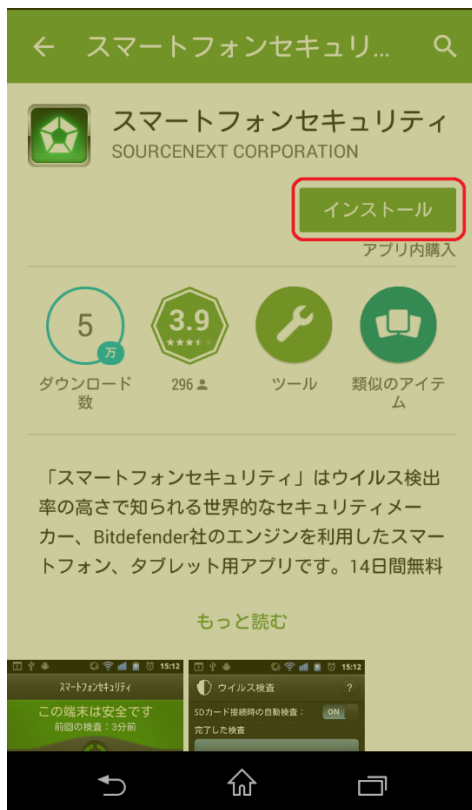 スマートフォンセキュリ...
スマートフォンセキュリティ
SOURCENEXT CORPORATION
インストール
アプリ内購入
5
万
ダウンロード
数
3.9
296
ツール
類似のアイテ
ム
「スマートフォンセキュリティ」はウイルス検出
率の高さで知られる世界的なセキュリティメー
カー、Bitdefender社のエンジンを利用したスマー
トフォン、タブレット用アプリです。14日間無料
もっと読む
15:12
スマートフォンセキュリティ
この端末は安全です
前回の検査：3分前
15:12
ウイルス検査
?
SDカード接続時の自動検査：
ON
完了した検査